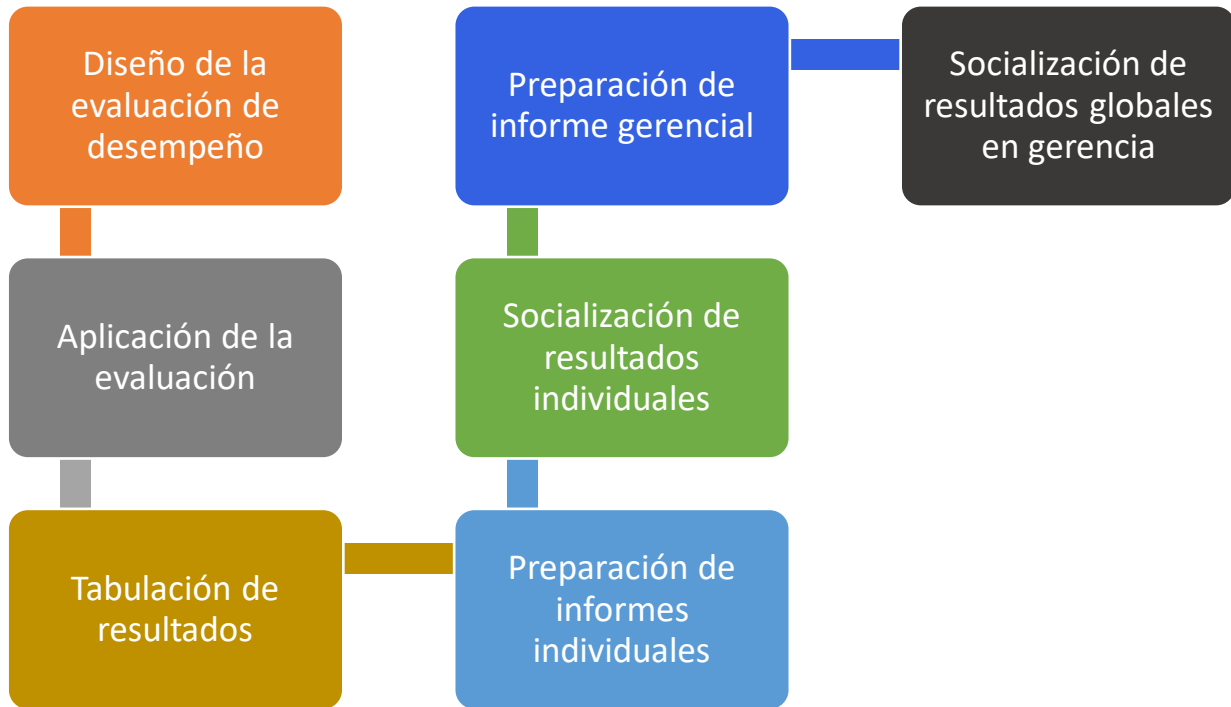 Diseño de la
evaluación de
desempeño
Aplicación de la
evaluación
Tabulación de
resultados
Preparación de
informes
individuales
Socialización de
resultados
individuales
Preparación de
informe gerencial
Socialización de
resultados globales
en gerencia